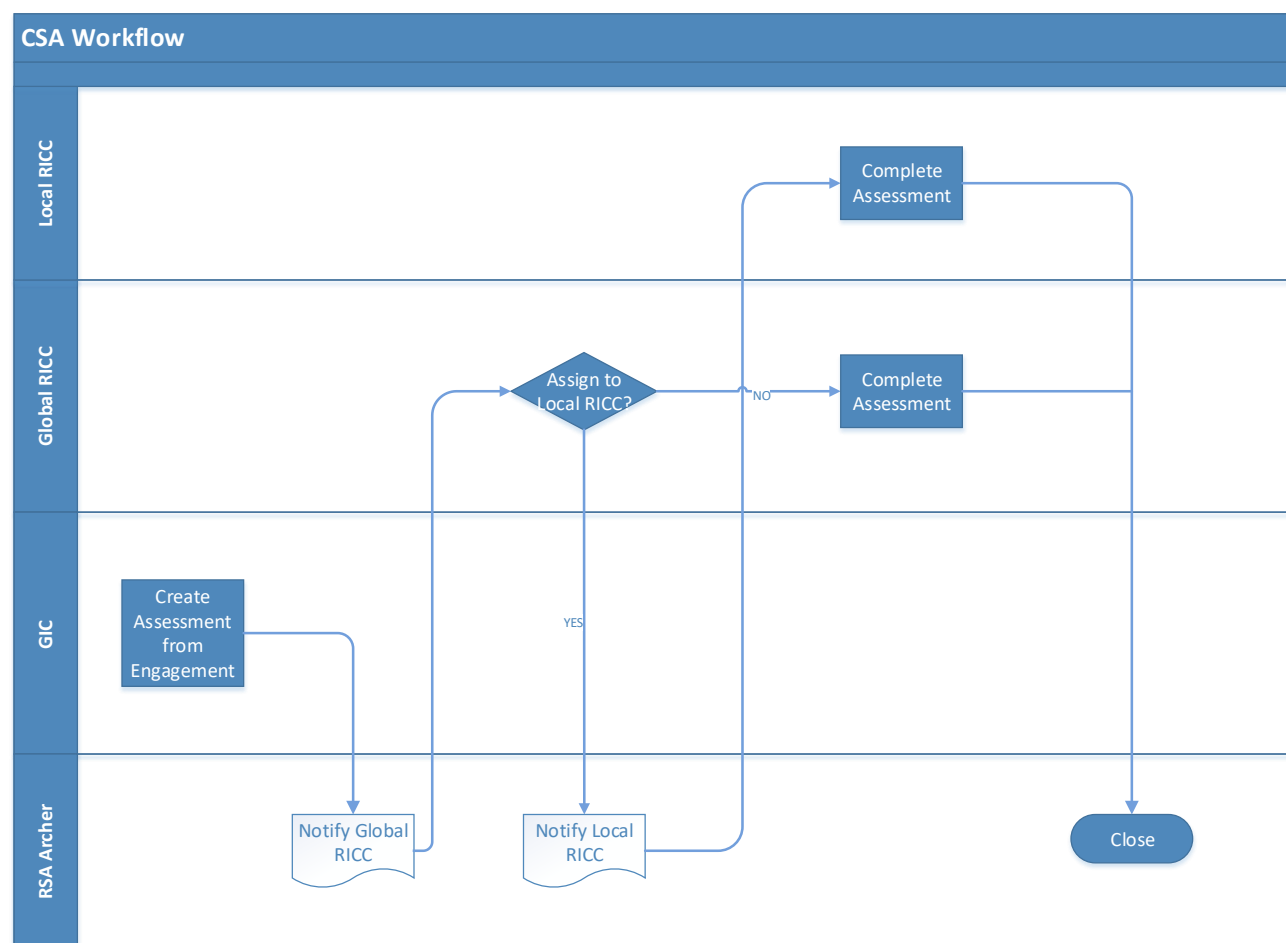 CSA Workflow
Local RICC
Complete
Assessment
Global RICC
Assign to
Local RICC?
NO
Complete
Assessment
GIC
Create
Assessment
from
Engagement
YES
RSA Archer
Notify Global
RICC
Notify Local
RICC
Close